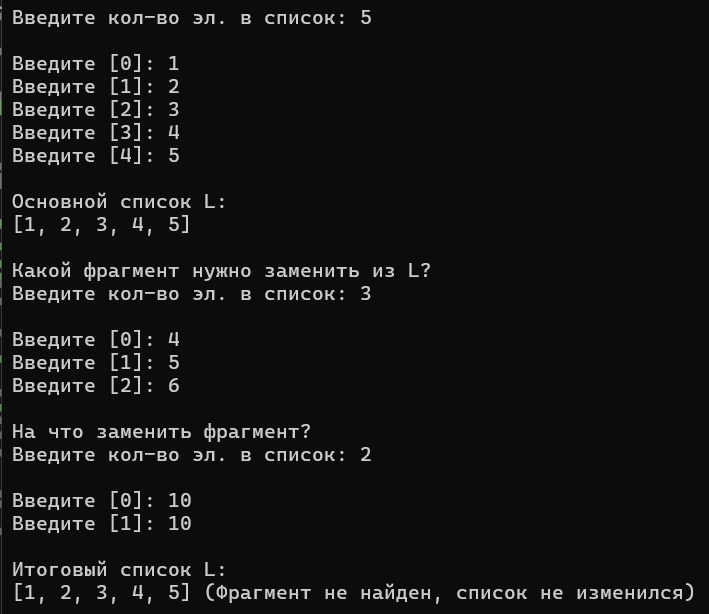 Введите кол-во эл. в список: 5
Введите [0]: 1
Введите [1]: 2
Введите [2]: 3
Введите [3]: 4
Введите [4]: 5
Основной список L:
[1, 2, 3, 4, 5]
Какой фрагмент нужно заменить из L?
Введите кол-во эл. в список: 3
Введите [0]: 4
Введите [1]: 5
Введите [2]: 6
На что заменить фрагмент?
Введите кол-во эл. в список: 2
Введите [0]: 10
Введите [1]: 10
Итоговый список L:
[1, 2, 3, 4, 5] (Фрагмент не найден, список не изменился)